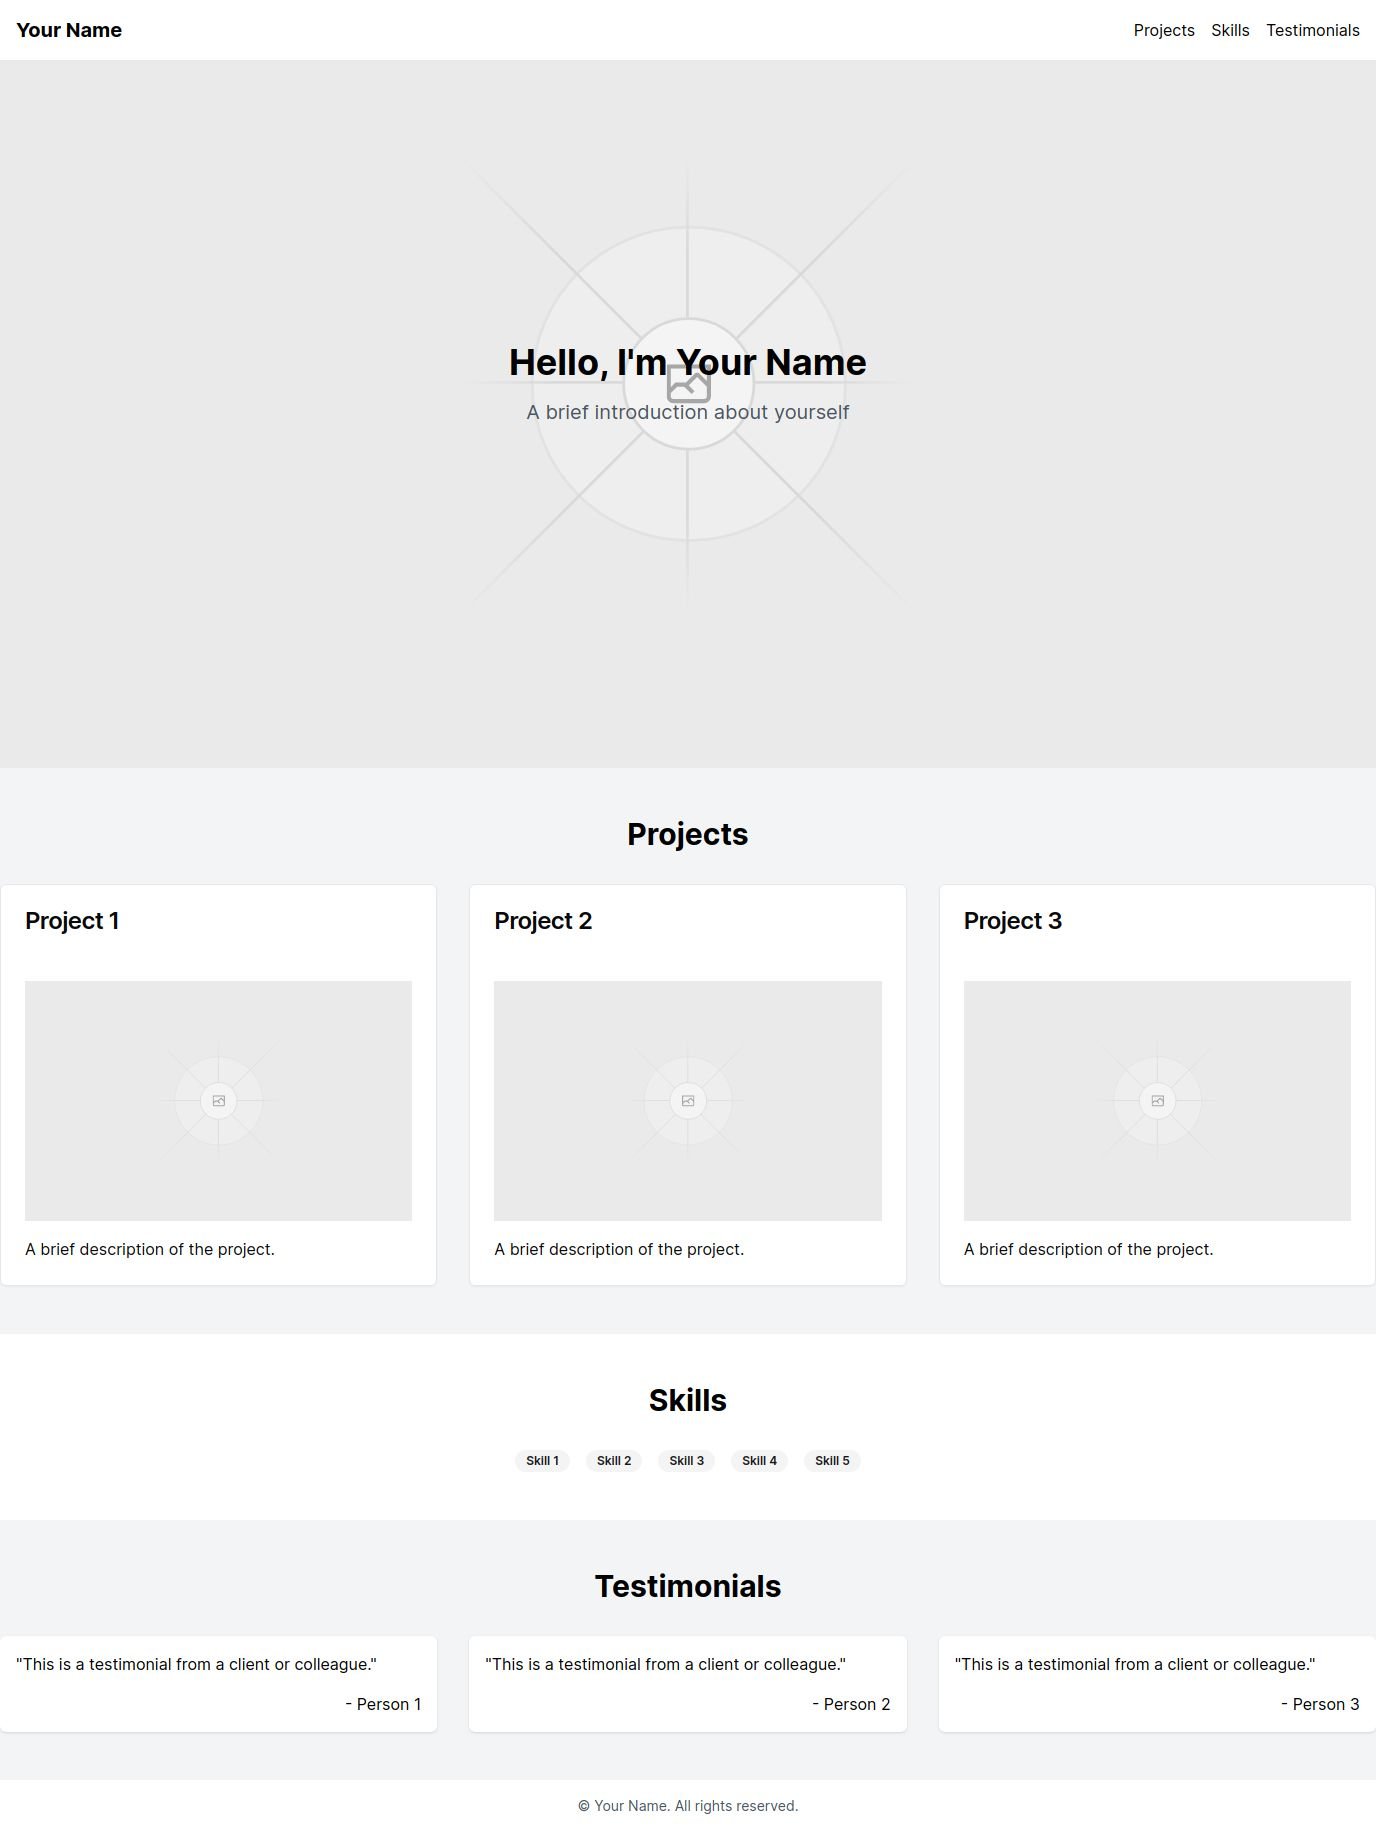 Your Name
Projects Skills Testimonials
Hello, I'm Your Name
A brief introduction about yourself
Projects
Project 1
A brief description of the project.
Project 2
A brief description of the project.
Project 3
A brief description of the project.
Skills
Skill 1 Skill 2 Skill 3 Skill 4 Skill 5
Testimonials
"This is a testimonial from a client or colleague."
- Person 1
"This is a testimonial from a client or colleague."
- Person 2
"This is a testimonial from a client or colleague."
- Person 3
© Your Name. All rights reserved.